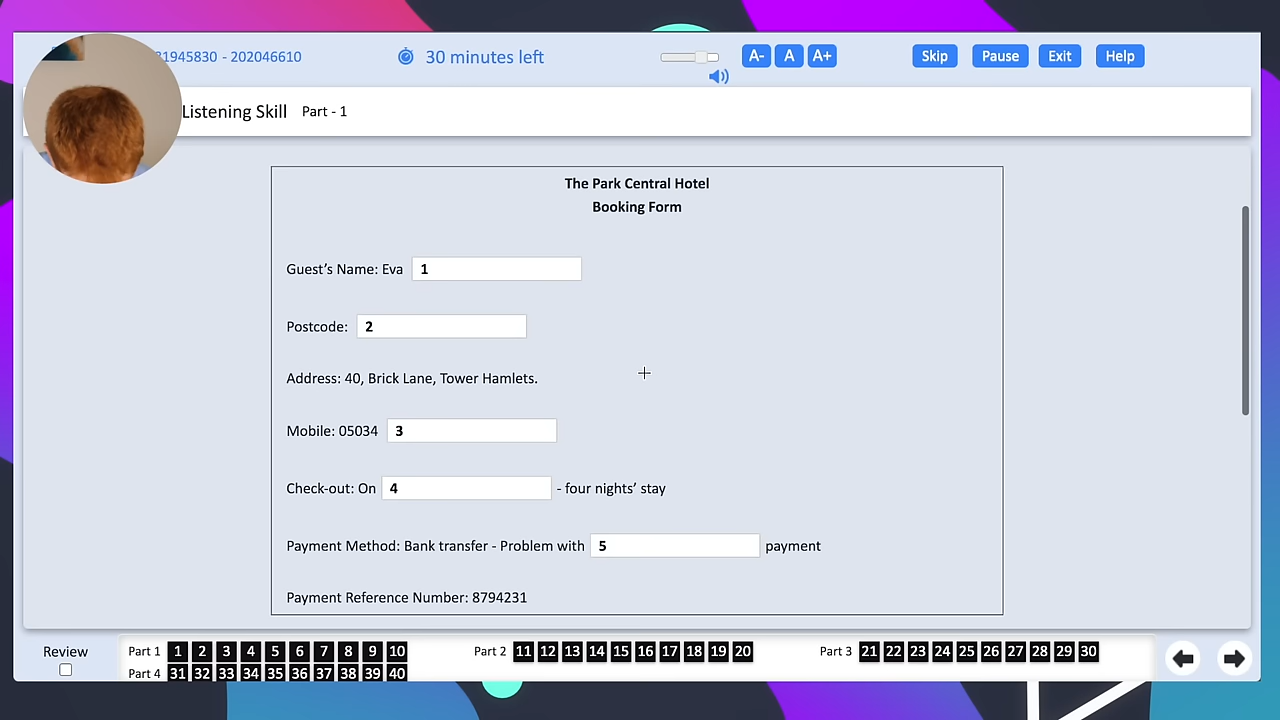 31945830 - 202046610
30 minutes left
A- A A+
Skip Pause Exit Help
Listening Skill Part - 1
The Park Central Hotel
Booking Form
Guest's Name: Eva 1
Postcode: 2
Address: 40, Brick Lane, Tower Hamlets.
Mobile: 05034 3
Check-out: On 4 - four nights' stay
Payment Method: Bank transfer - Problem with 5 payment
Payment Reference Number: 8794231
Review
Part 1 1 2 3 4 5 6 7 8 9 10 Part 2 11 12 13 14 15 16 17 18 19 20 Part 3 21 22 23 24 25 26 27 28 29 30
Part 4 31 32 33 34 35 36 37 38 39 40